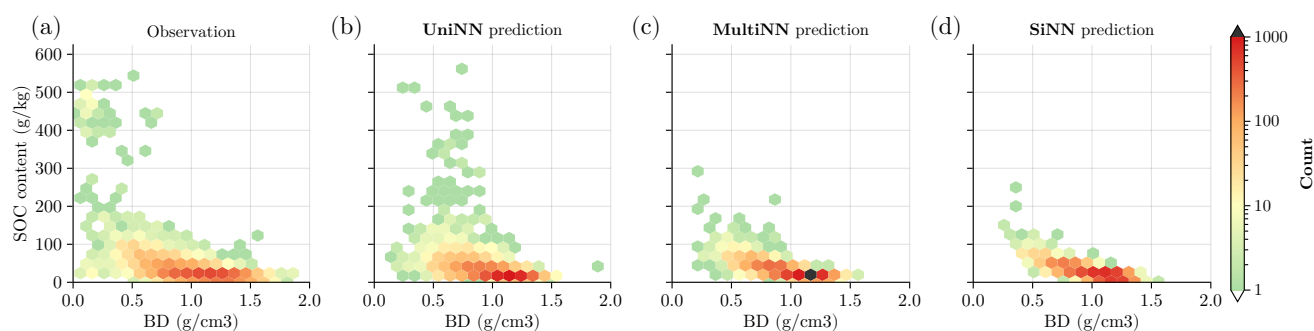 (a) Observation
(b) UniNN prediction
(c) MultiNN prediction
(d) SiNN prediction
SOC content (g/kg)
600
500
400
300
200
100
0
0.0 0.5 1.0 1.5 2.0
BD (g/cm3)
0.0 0.5 1.0 1.5 2.0
BD (g/cm3)
0.0 0.5 1.0 1.5 2.0
BD (g/cm3)
0.0 0.5 1.0 1.5 2.0
BD (g/cm3)
1000
100
10
1
Count